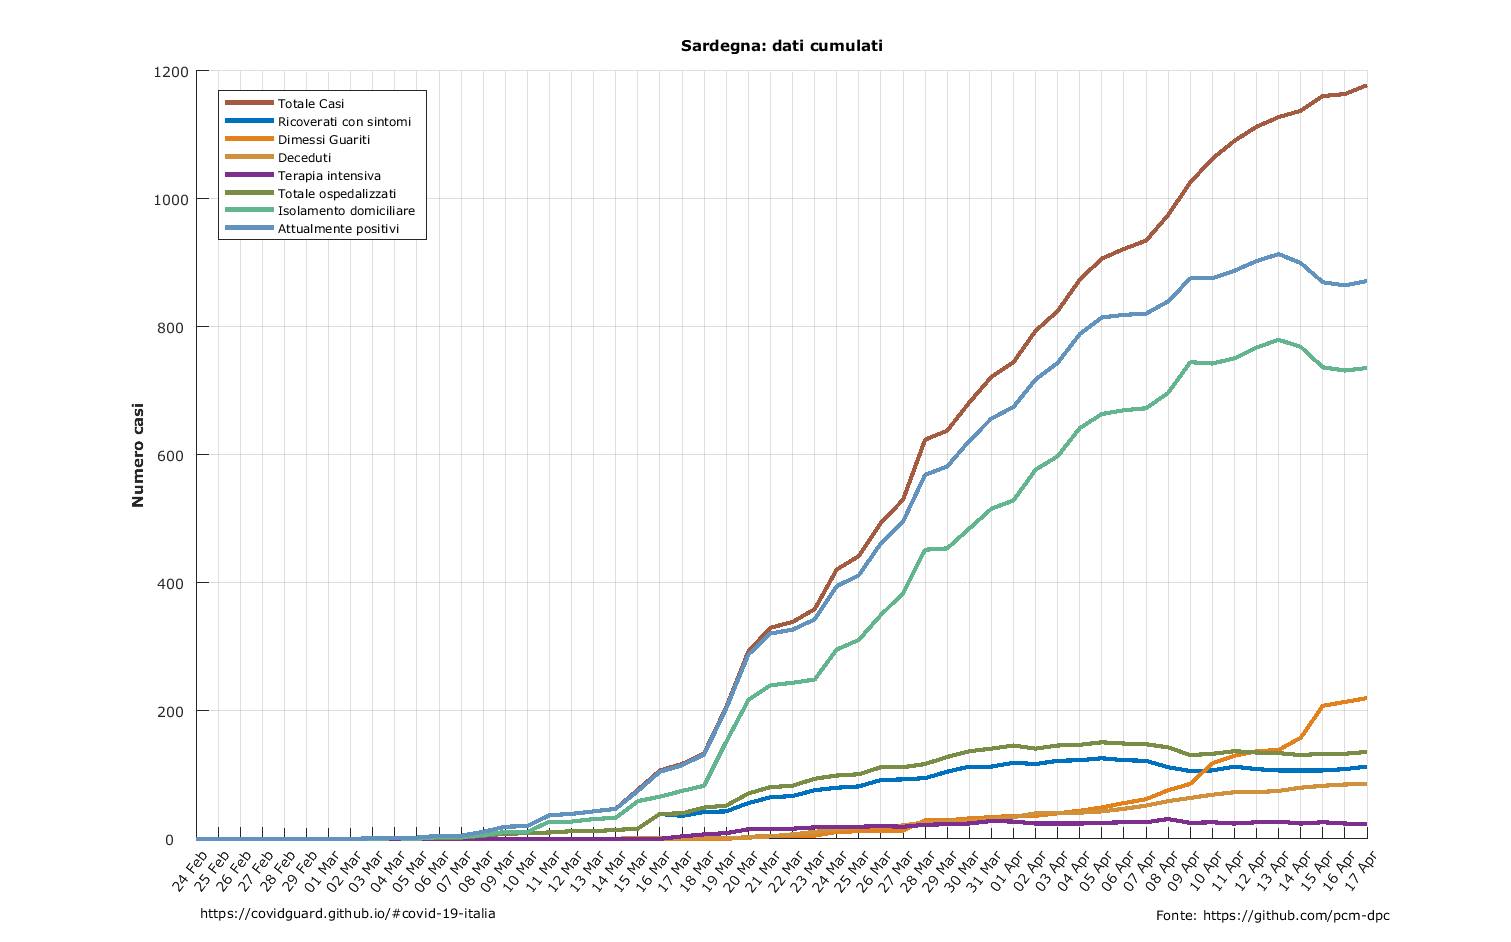 Sardegna: dati cumulati
1200
1000
800
600
400
200
0
Numero casi
Totale Casi
Ricoverati con sintomi
Dimessi Guariti
Deceduti
Terapia intensiva
Totale ospedalizzati
Isolamento domiciliare
Attualmente positivi
24 Feb
25 Feb
26 Feb
27 Feb
28 Feb
29 Feb
01 Mar
02 Mar
03 Mar
04 Mar
05 Mar
06 Mar
07 Mar
08 Mar
09 Mar
10 Mar
11 Mar
12 Mar
13 Mar
14 Mar
15 Mar
16 Mar
17 Mar
18 Mar
19 Mar
20 Mar
21 Mar
22 Mar
23 Mar
24 Mar
25 Mar
26 Mar
27 Mar
28 Mar
29 Mar
30 Mar
31 Mar
01 Apr
02 Apr
03 Apr
04 Apr
05 Apr
06 Apr
07 Apr
08 Apr
09 Apr
10 Apr
11 Apr
12 Apr
13 Apr
14 Apr
15 Apr
16 Apr
17 Apr
https://covidguard.github.io/#covid-19-italia
Fonte: https://github.com/pcm-dpc